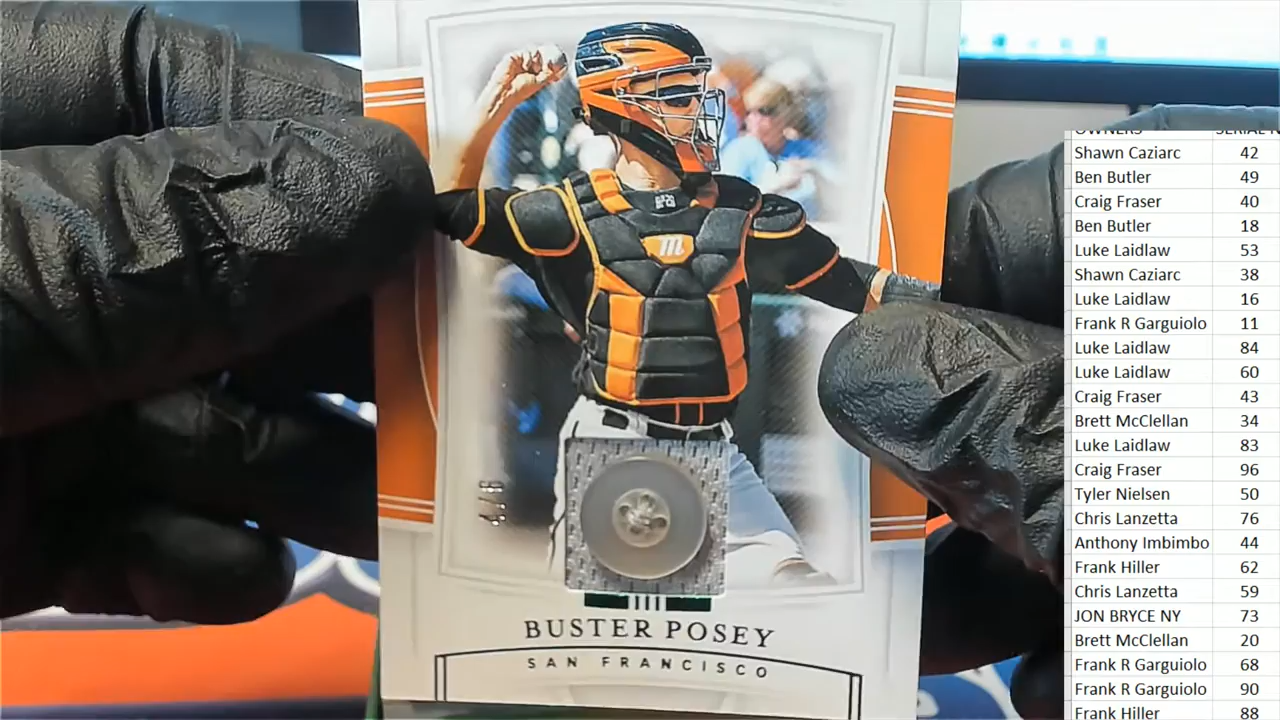 4/6
BUSTER POSEY
SAN FRANCISCO
OWNERS SERIAL
Shawn Caziarc 42
Ben Butler 49
Craig Fraser 40
Ben Butler 18
Luke Laidlaw 53
Shawn Caziarc 38
Luke Laidlaw 16
Frank R Garguiolo 11
Luke Laidlaw 84
Luke Laidlaw 60
Craig Fraser 43
Brett McClellan 34
Luke Laidlaw 83
Craig Fraser 96
Tyler Nielsen 50
Chris Lanzetta 76
Anthony Imbimbo 44
Frank Hiller 62
Chris Lanzetta 59
JON BRYCE NY 73
Brett McClellan 20
Frank R Garguiolo 68
Frank R Garguiolo 90
Frank Hiller 88